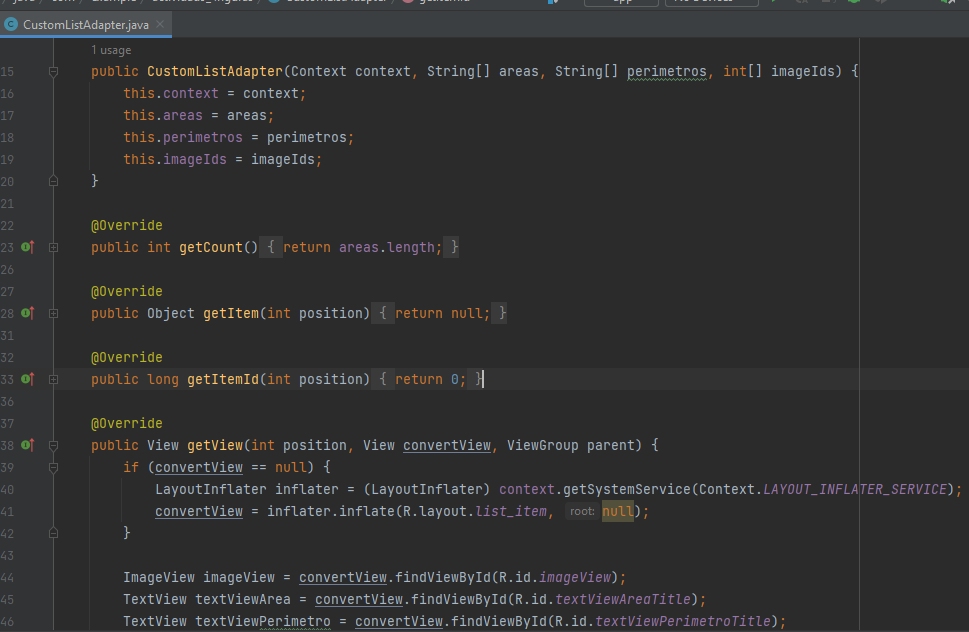 CustomListAdapter.java
1 usage
15 public CustomListAdapter(Context context, String[] areas, String[] perimetros, int[] imageIds) {
16 this.context = context;
17 this.areas = areas;
18 this.perimetros = perimetros;
19 this.imageIds = imageIds;
20 }
21
22 @Override
23 public int getCount() { return areas.length; }
26
27 @Override
28 public Object getItem(int position) { return null; }
31
32 @Override
33 public long getItemId(int position) { return 0; }
36
37 @Override
38 public View getView(int position, View convertView, ViewGroup parent) {
39 if (convertView == null) {
40 LayoutInflater inflater = (LayoutInflater) context.getSystemService(Context.LAYOUT_INFLATER_SERVICE);
41 convertView = inflater.inflate(R.layout.list_item, root: null);
42 }
43
44 ImageView imageView = convertView.findViewById(R.id.imageView);
45 TextView textViewArea = convertView.findViewById(R.id.textViewAreaTitle);
46 TextView textViewPerimetro = convertView.findViewById(R.id.textViewPerimetroTitle);